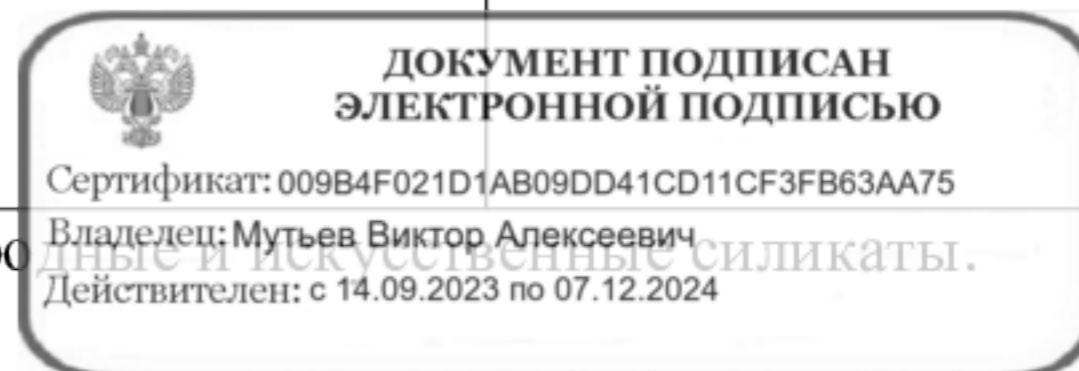 ДОКУМЕНТ ПОДПИСАН
ЭЛЕКТРОННОЙ ПОДПИСЬЮ
Сертификат: 009B4F021D1AB09DD41CD11CF3FB63AA75
Владелец: Мутьев Виктор Алексеевич
дные и искусственные силикаты.
Действителен: с 14.09.2023 по 07.12.2024